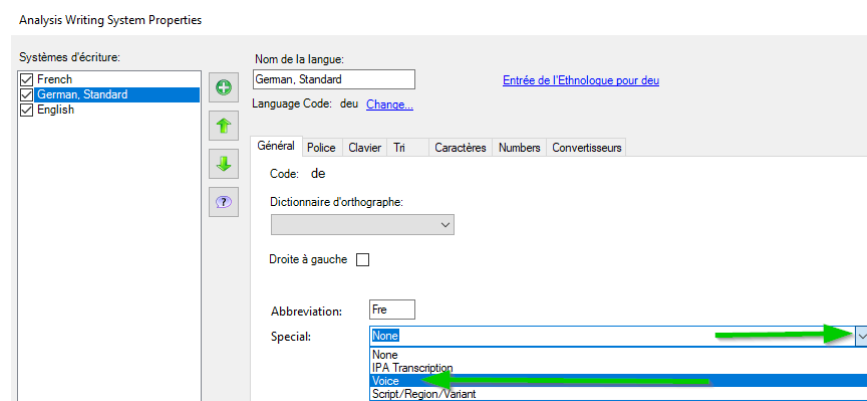 Analysis Writing System Properties
Systèmes d'écriture:
French
German, Standard
English
Nom de la langue:
German, Standard
Entrée de l'Ethnologue pour deu
Language Code: deu Change...
Général Police Clavier Tri Caractères Numbers Convertisseurs
Code: de
Dictionnaire d'orthographe:
Droite à gauche
Abbreviation: Fre
Special: None
None
IPA Transcription
Voice
Script/Region/Variant